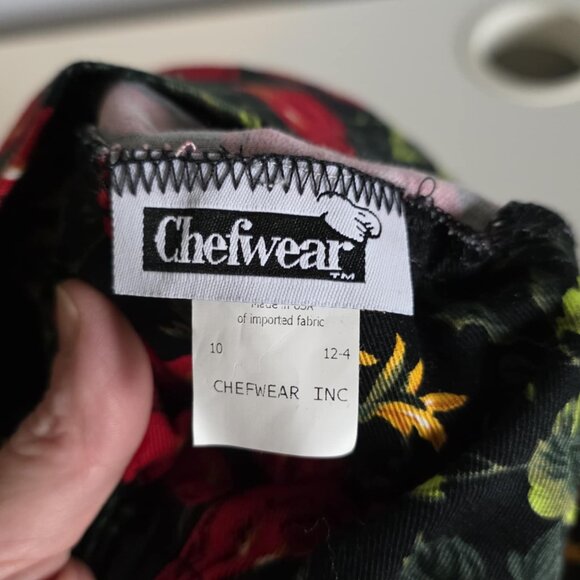 Chefwear
TM
Made in USA
of imported fabric
10 12-4
CHEFWEAR INC